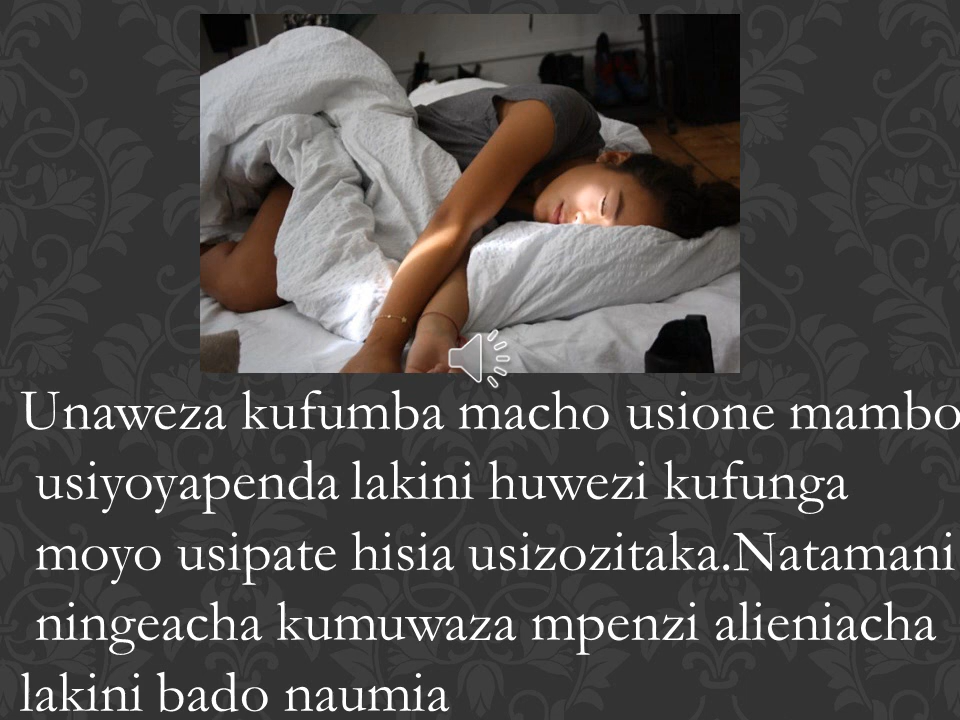 Unaweza kufumba macho usione mambo
usiyoyapenda lakini huwezi kufunga
moyo usipate hisia usizozitaka.Natamani
ningeacha kumuwaza mpenzi alieniacha
lakini bado naumia